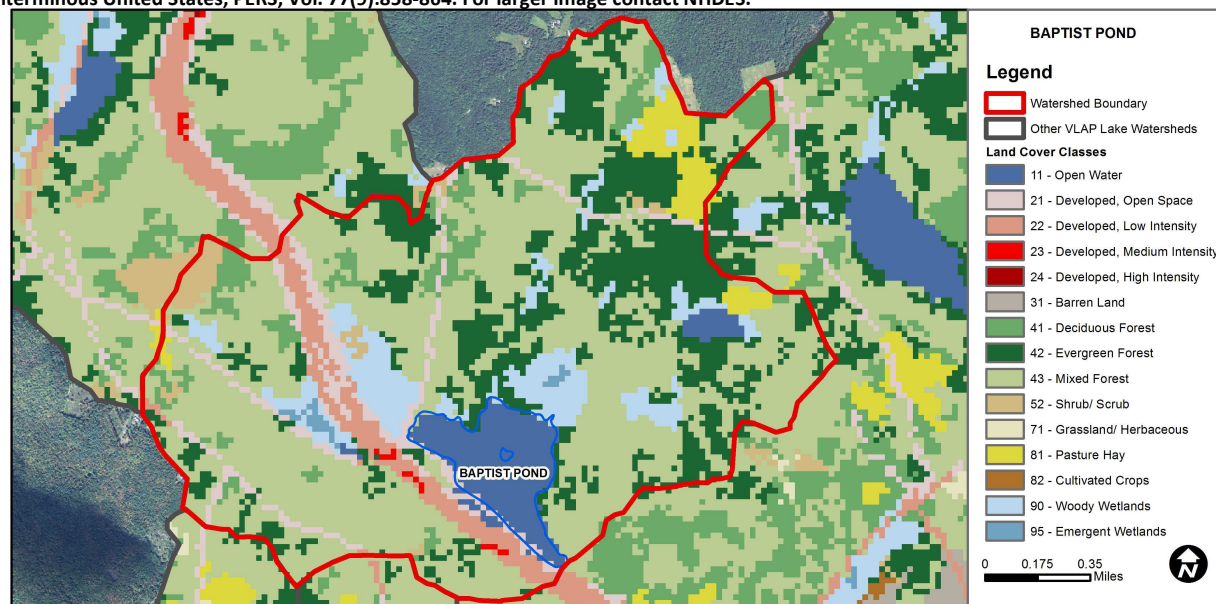 nterminous United States, PERS, Vol. 77(9):858-864. For larger image contact NHDES.
BAPTIST POND
BAPTIST POND
Legend
Watershed Boundary
Other VLAP Lake Watersheds
Land Cover Classes
11 - Open Water
21 - Developed, Open Space
22 - Developed, Low Intensity
23 - Developed, Medium Intensity
24 - Developed, High Intensity
31 - Barren Land
41 - Deciduous Forest
42 - Evergreen Forest
43 - Mixed Forest
52 - Shrub/ Scrub
71 - Grassland/ Herbaceous
81 - Pasture Hay
82 - Cultivated Crops
90 - Woody Wetlands
95 - Emergent Wetlands
0 0.175 0.35
Miles
N